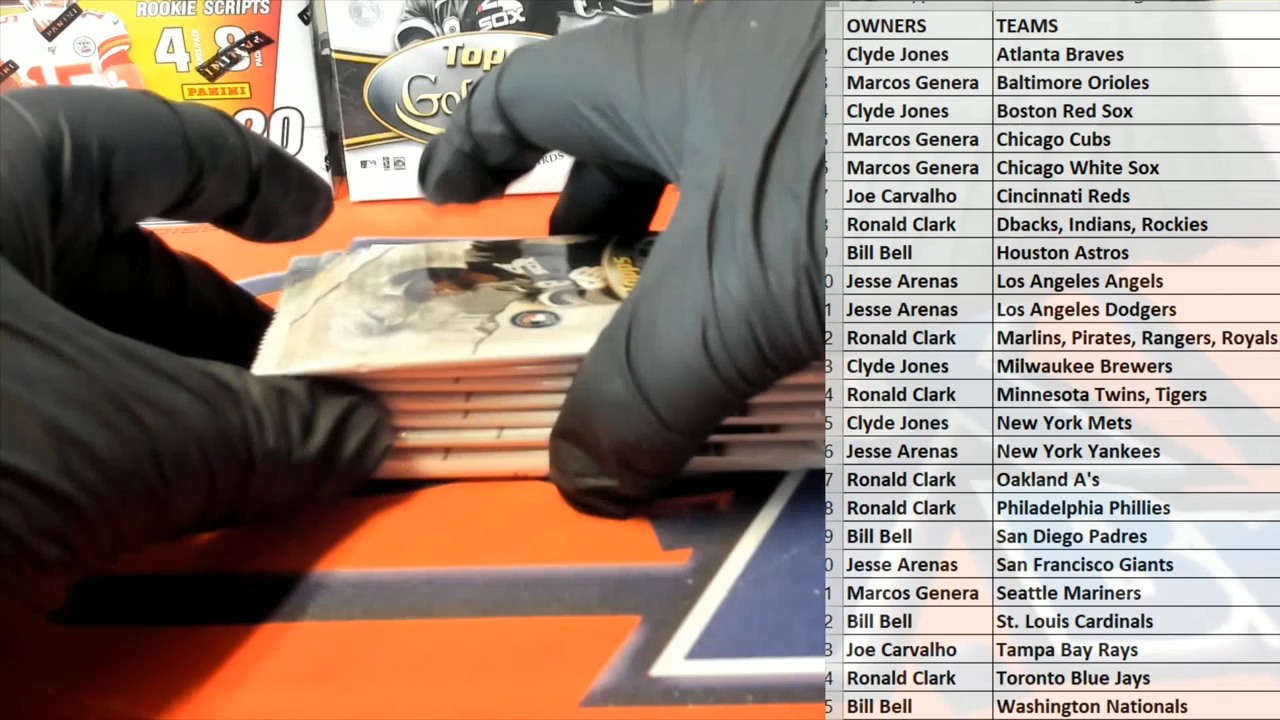 ROOKIE SCRIPTS
4
PANINI
SOX
Topps
OWNERS TEAMS
Clyde Jones Atlanta Braves
Marcos Genera Baltimore Orioles
Clyde Jones Boston Red Sox
Marcos Genera Chicago Cubs
Marcos Genera Chicago White Sox
Joe Carvalho Cincinnati Reds
Ronald Clark Dbacks, Indians, Rockies
Bill Bell Houston Astros
Jesse Arenas Los Angeles Angels
Jesse Arenas Los Angeles Dodgers
Ronald Clark Marlins, Pirates, Rangers, Royals
Clyde Jones Milwaukee Brewers
Ronald Clark Minnesota Twins, Tigers
Clyde Jones New York Mets
Jesse Arenas New York Yankees
Ronald Clark Oakland A's
Ronald Clark Philadelphia Phillies
Bill Bell San Diego Padres
Jesse Arenas San Francisco Giants
Marcos Genera Seattle Mariners
Bill Bell St. Louis Cardinals
Joe Carvalho Tampa Bay Rays
Ronald Clark Toronto Blue Jays
Bill Bell Washington Nationals